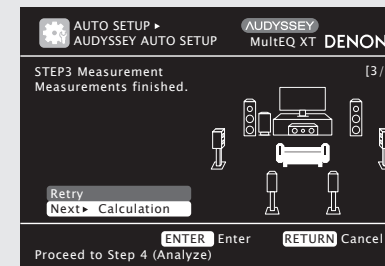 AUTO SETUP ▸
AUDYSSEY AUTO SETUP
AUDYSSEY
MultEQ XT DENON
STEP3 Measurement [3/
Measurements finished.
Retry
Next▸ Calculation
ENTER Enter RETURN Cancel
Proceed to Step 4 (Analyze)